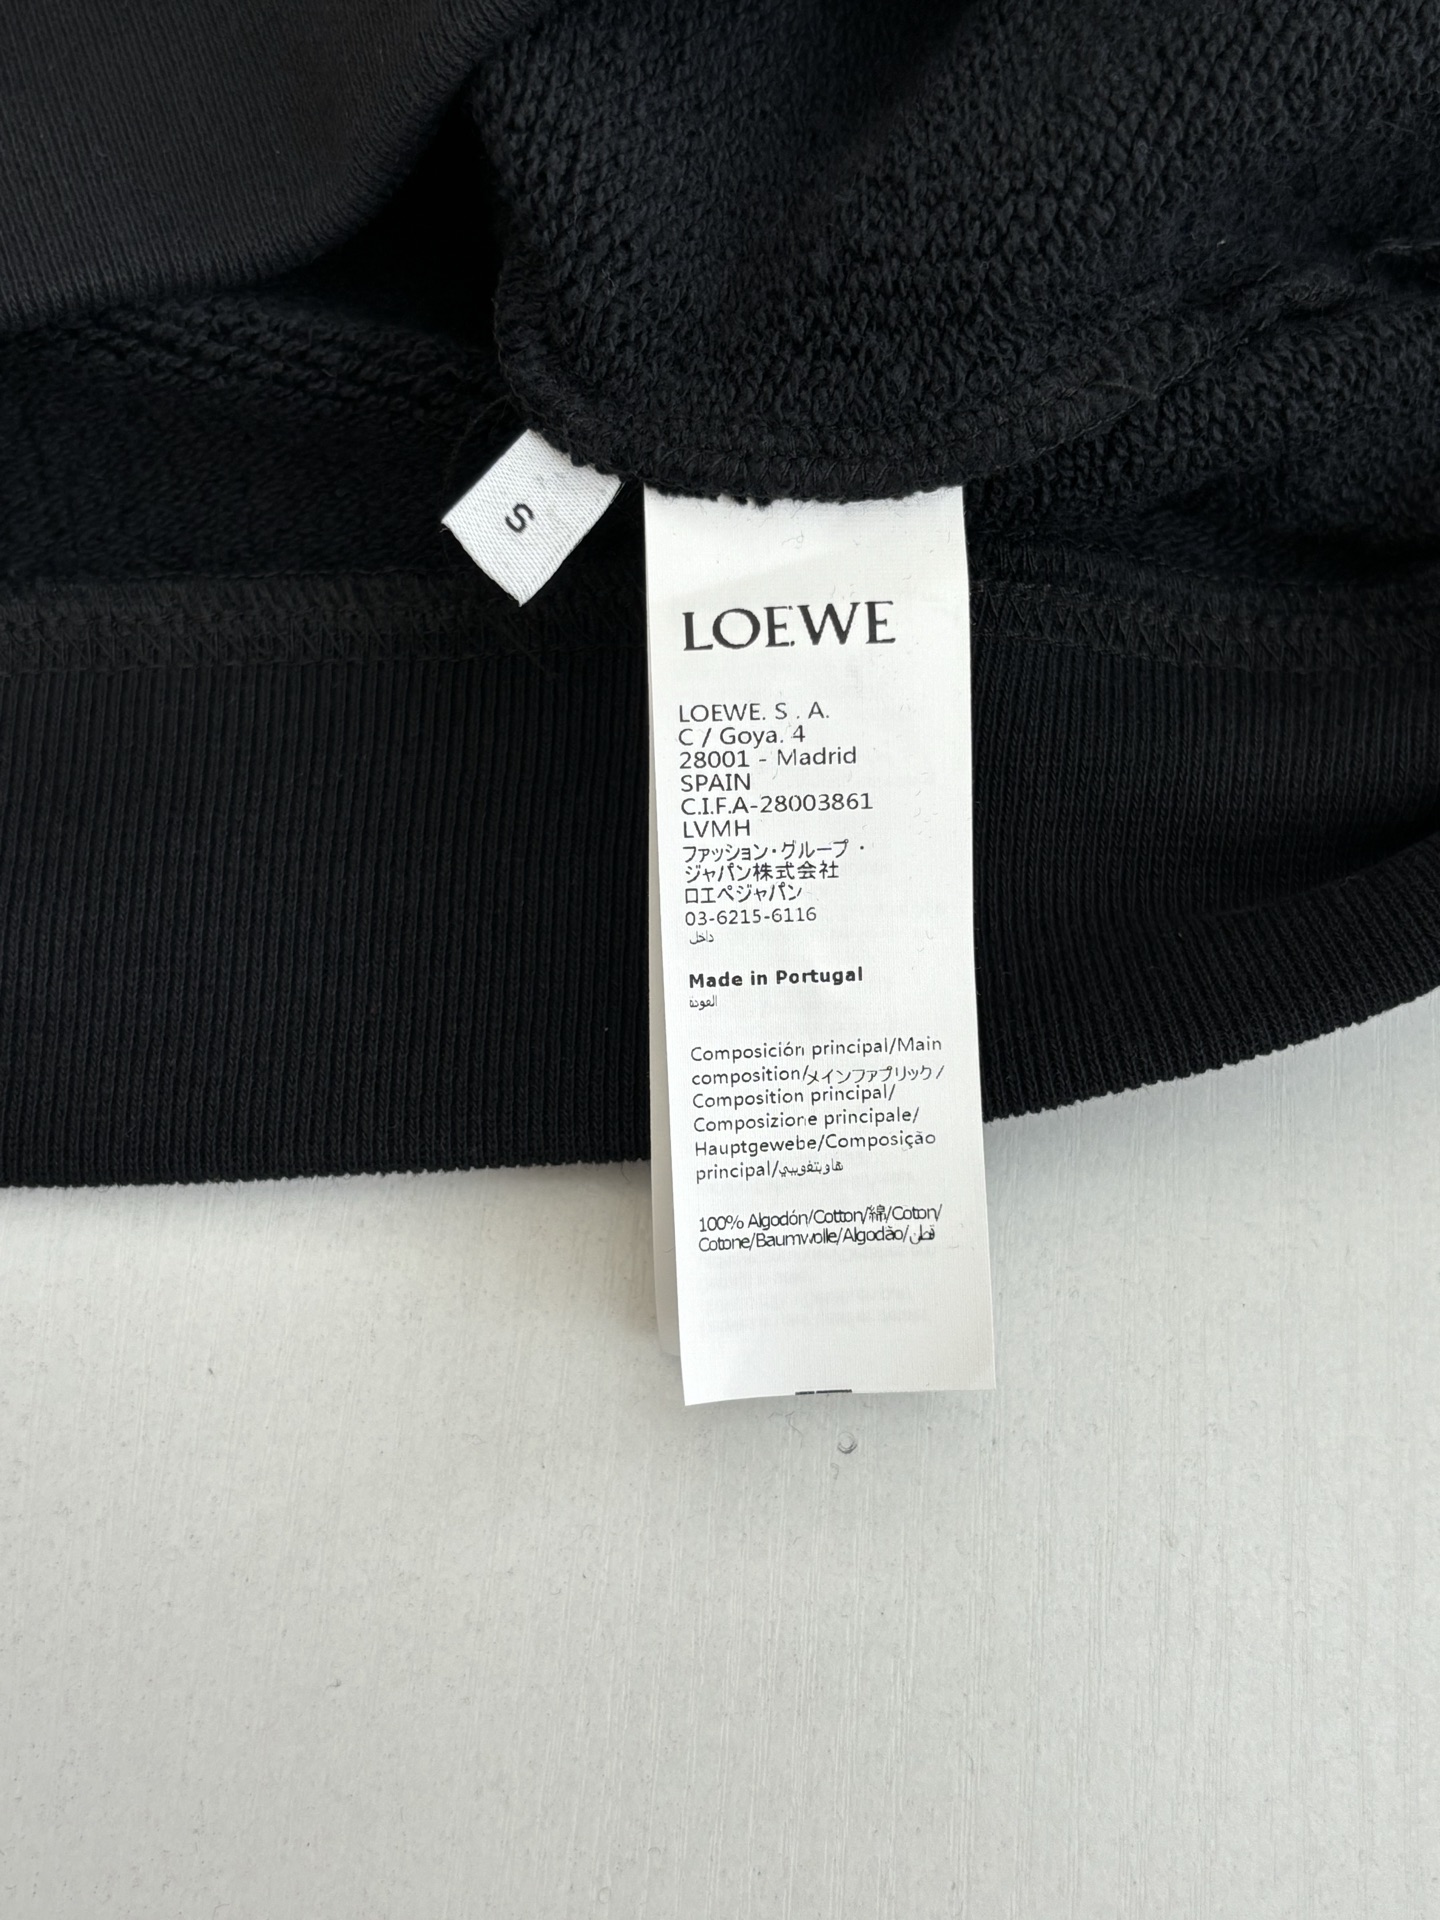 S
LOEWE
LOEWE. S . A.
C / Goya. 4
28001 - Madrid
SPAIN
C.I.F.A-28003861
LVMH
ファッション・グループ ・
ジャパン株式会社
ロエベジャパン
03-6215-6116
داخل
Made in Portugal
العودة
Composición principal/Main
composition/メインファブリック/
Composition principal/
Composizione principale/
Hauptgewebe/Composição
principal/
100% Algodón/Cotton/綿/Coton/
Cotone/Baumwolle/Algodão/قطن